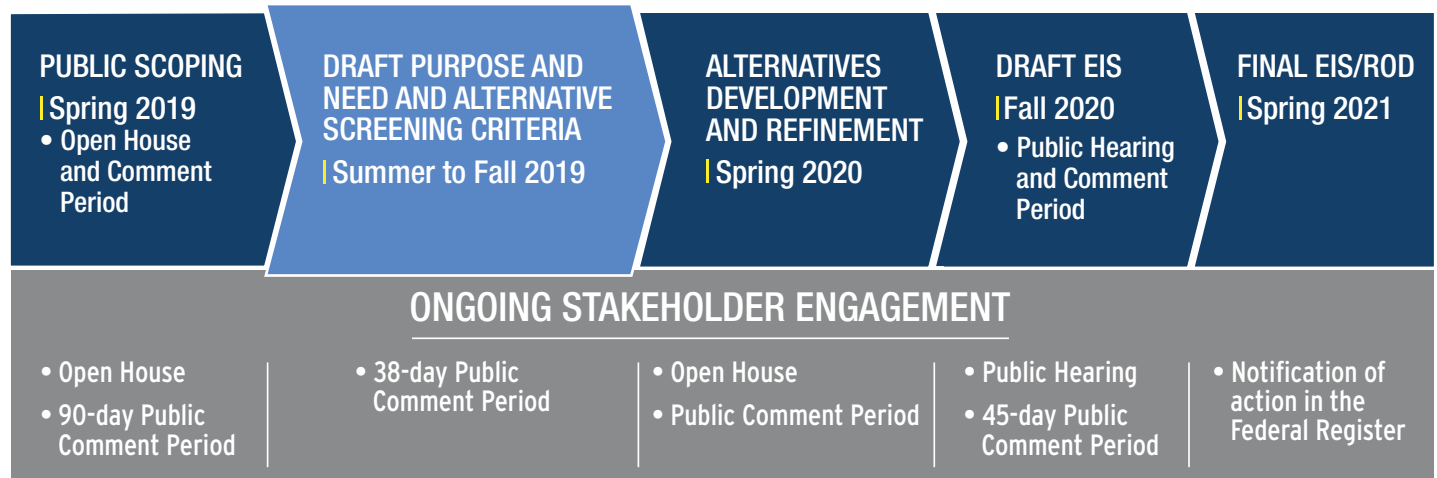 PUBLIC SCOPING
Spring 2019
• Open House
and Comment
Period
DRAFT PURPOSE AND
NEED AND ALTERNATIVE
SCREENING CRITERIA
Summer to Fall 2019
ALTERNATIVES
DEVELOPMENT
AND REFINEMENT
Spring 2020
DRAFT EIS
Fall 2020
• Public Hearing
and Comment
Period
FINAL EIS/ROD
Spring 2021
ONGOING STAKEHOLDER ENGAGEMENT
• Open House
• 90-day Public
Comment Period
• 38-day Public
Comment Period
• Open House
• Public Comment Period
• Public Hearing
• 45-day Public
Comment Period
• Notification of
action in the
Federal Register